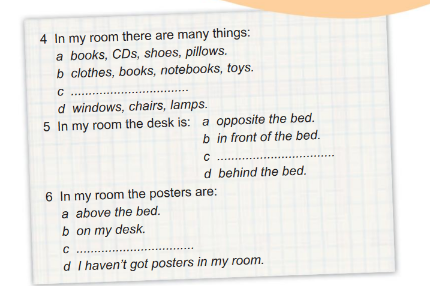 4 In my room there are many things:
a books, CDs, shoes, pillows.
b clothes, books, notebooks, toys.
c ................................
d windows, chairs, lamps.
5 In my room the desk is: a opposite the bed.
b in front of the bed.
c ................................
d behind the bed.
6 In my room the posters are:
a above the bed.
b on my desk.
c ................................
d I haven't got posters in my room.